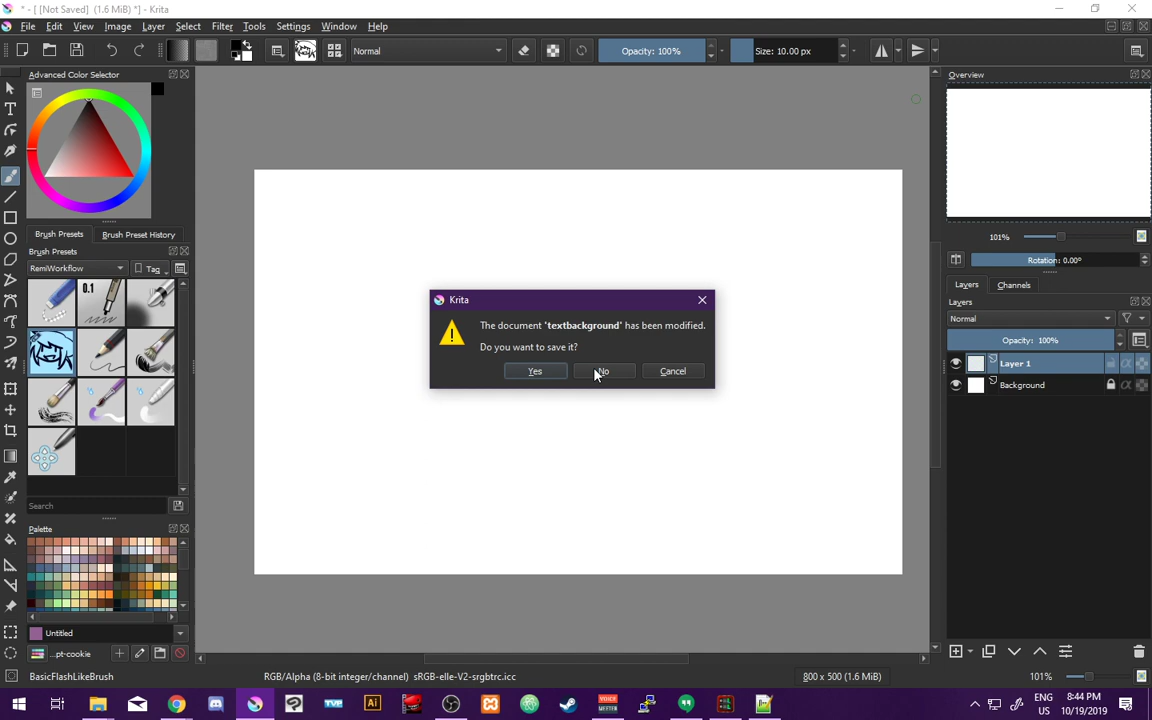 * - [ [Not Saved]  (1.6 MiB) *] - Krita
File Edit View Image Layer Select Filter Tools Settings Window Help
Normal Opacity: 100% Size: 10.00 px
Advanced Color Selector
Brush Presets Brush Preset History
Brush Presets
RemiWorkflow Tag
0.1
Search
Palette
Untitled
...pt-cookie
Krita
The document 'textbackground' has been modified.
Do you want to save it?
Yes No Cancel
Overview
101%
Rotation: 0.00°
Layers Channels
Layers
Normal
Opacity: 100%
Layer 1
Background
BasicFlashLikeBrush RGB/Alpha (8-bit integer/channel) sRGB-elle-V2-srgbtrc.icc 800 x 500 (1.6 MiB) 101%
TVP Ai VOICE MEETER
ENG US
8:44 PM
10/19/2019